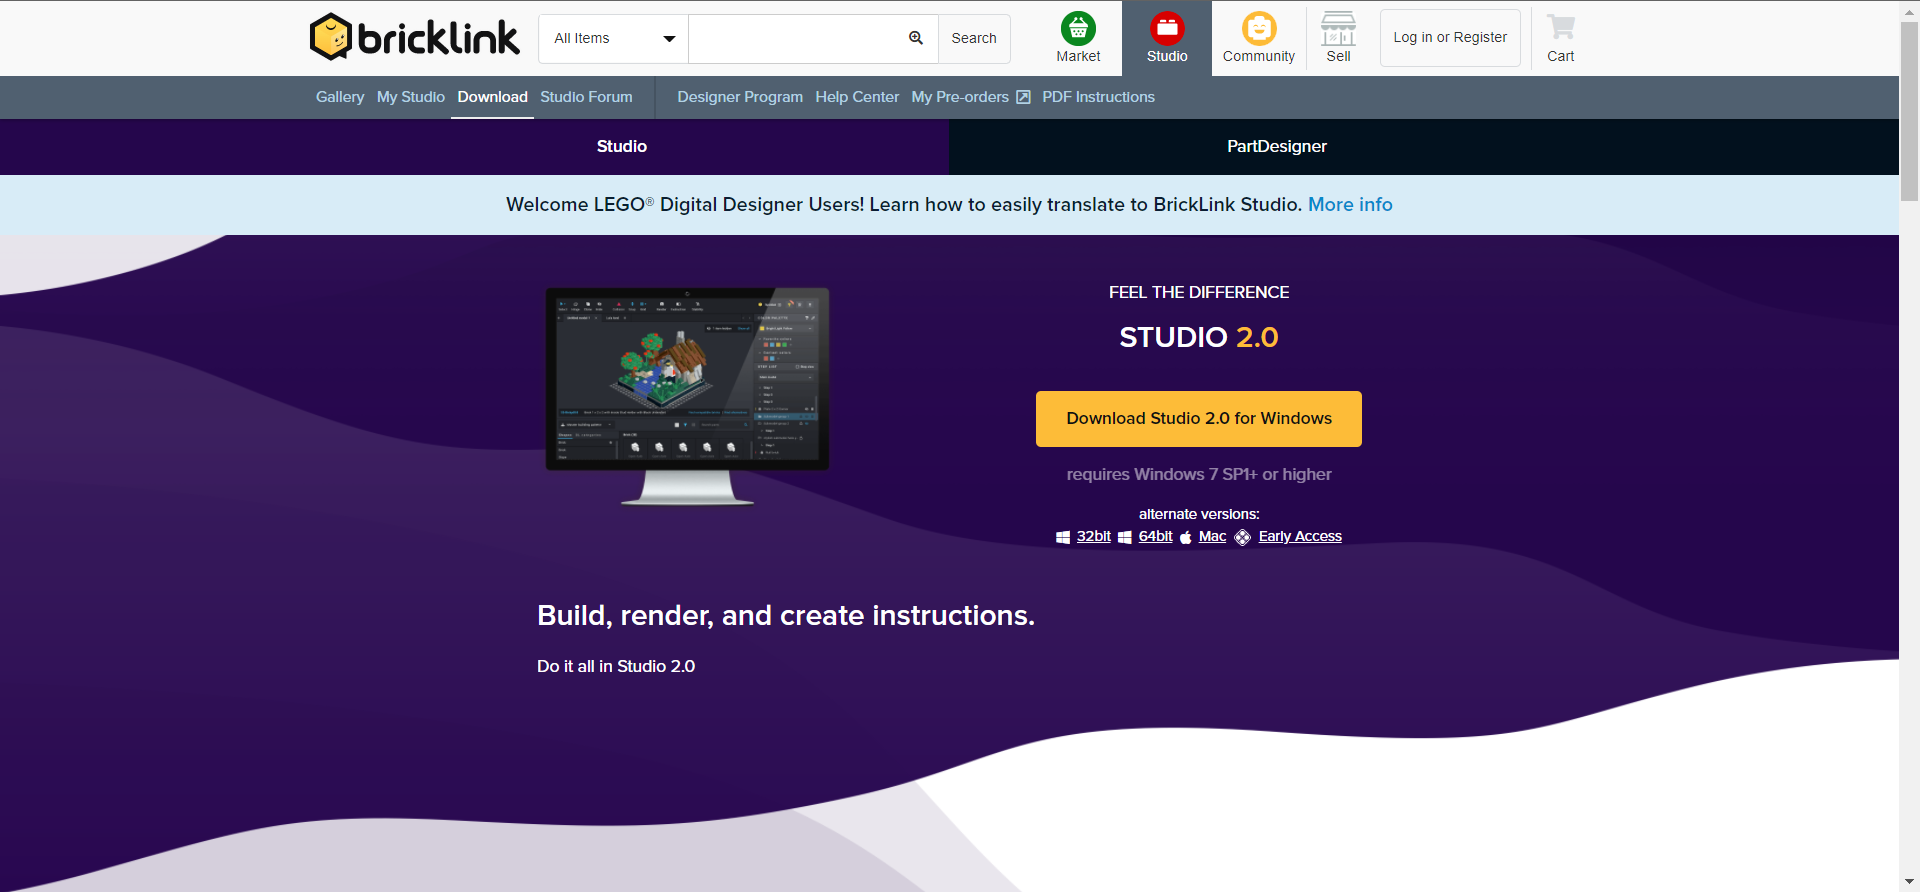 bricklink
All Items
Search
Market
Studio
Community
Sell
Log in or Register
Cart
Gallery My Studio Download Studio Forum Designer Program Help Center My Pre-orders PDF Instructions
Studio
PartDesigner
Welcome LEGO® Digital Designer Users! Learn how to easily translate to BrickLink Studio. More info
FEEL THE DIFFERENCE
STUDIO 2.0
Download Studio 2.0 for Windows
requires Windows 7 SP1+ or higher
alternate versions:
32bit 64bit Mac Early Access
Build, render, and create instructions.
Do it all in Studio 2.0